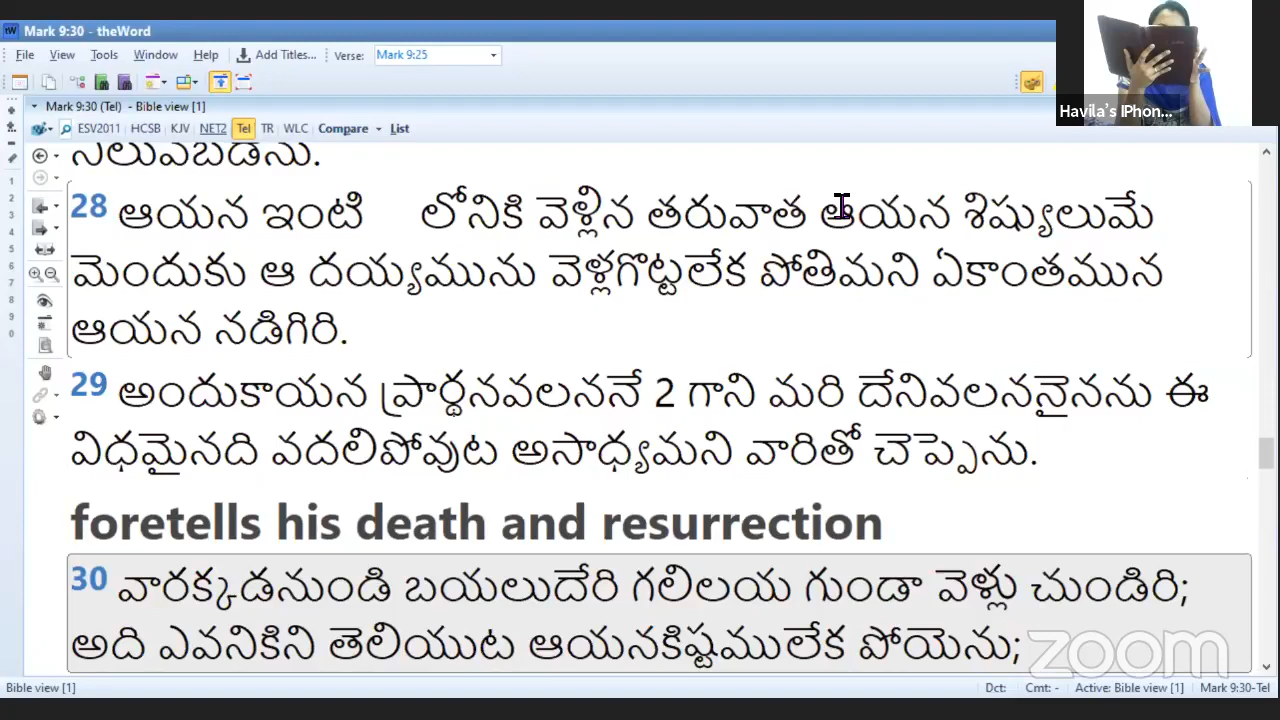 Mark 9:30 - theWord
File View Tools Window Help Add Titles... Verse: Mark 9:25
Mark 9:30 (Tel) - Bible view [1]
ESV2011 HCSB KJV NET2 Tel TR WLC Compare List
Havila's IPhon...
నిలువబడెను.
28 ఆయన ఇంటి లోనికి వెళ్లిన తరువాత ఆయన శిష్యులుమే
మెందుకు ఆ దయ్యమును వెళ్లగొట్టలేక పోతిమని ఏకాంతమున
ఆయన నడిగిరి.
29 అందుకాయన ప్రార్థనవలననే 2 గాని మరి దేనివలననైనను ఈ
విధమైనది వదలిపోవుట అసాధ్యమని వారితో చెప్పెను.
foretells his death and resurrection
30 వారక్కడనుండి బయలుదేరి గలిలయ గుండా వెళ్లు చుండిరి;
అది ఎవనికిని తెలియుట ఆయనకిష్టములేక పోయెను;
zoom
Bible view [1] Dct: Cmt: - Active: Bible view [1] Mark 9:30-Tel